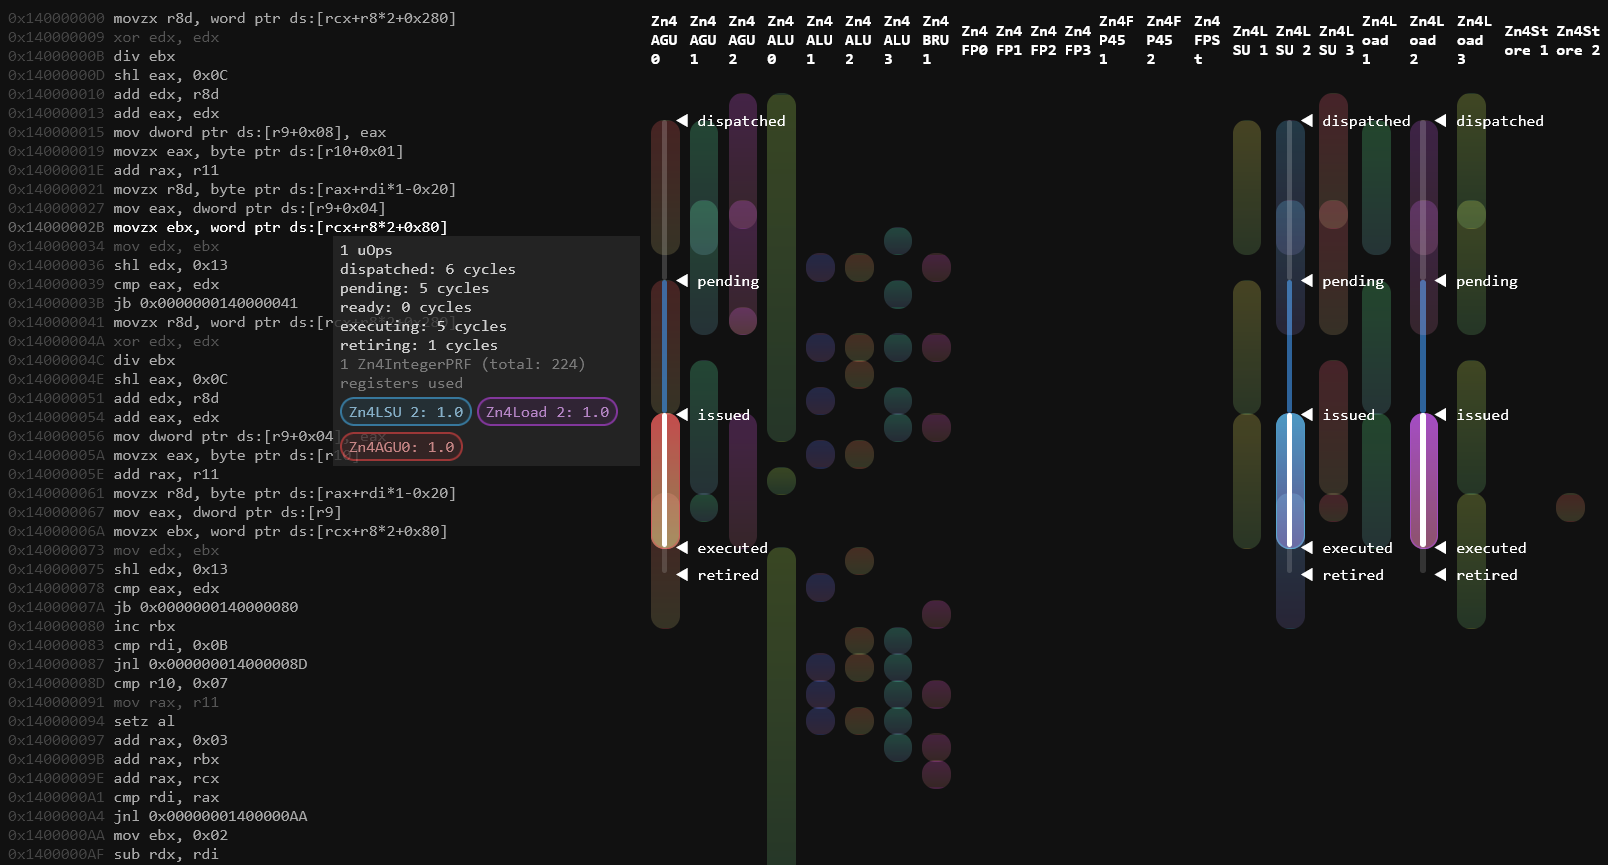 Zn4 AGU 0
Zn4 AGU 1
Zn4 AGU 2
Zn4 ALU 0
Zn4 ALU 1
Zn4 ALU 2
Zn4 ALU 3
Zn4 BRU 1
Zn4 FP0
Zn4 FP1
Zn4 FP2
Zn4 FP3
Zn4F P45 1
Zn4F P45 2
Zn4 FPS t
Zn4L SU 1
Zn4L SU 2
Zn4L SU 3
Zn4L oad 1
Zn4L oad 2
Zn4L oad 3
Zn4St ore 1
Zn4St ore 2
0x140000000 movzx r8d, word ptr ds:[rcx+r8*2+0x280]
0x140000009 xor edx, edx
0x14000000B div ebx
0x14000000D shl eax, 0x0C
0x140000010 add edx, r8d
0x140000013 add eax, edx
0x140000015 mov dword ptr ds:[r9+0x08], eax
0x140000019 movzx eax, byte ptr ds:[r10+0x01]
0x14000001E add rax, r11
0x140000021 movzx r8d, byte ptr ds:[rax+rdi*1-0x20]
0x140000027 mov eax, dword ptr ds:[r9+0x04]
0x14000002B movzx ebx, word ptr ds:[rcx+r8*2+0x80]
0x140000034 mov edx, ebx
0x140000036 shl edx, 0x13
0x140000039 cmp eax, edx
0x14000003B jb 0x0000000140000041
0x140000041 movzx r8d, word ptr ds:[rcx+r8*2+0x280]
0x14000004A xor edx, edx
0x14000004C div ebx
0x14000004E shl eax, 0x0C
0x140000051 add edx, r8d
0x140000054 add eax, edx
0x140000056 mov dword ptr ds:[r9+0x04], eax
0x14000005A movzx eax, byte ptr ds:[r10]
0x14000005E add rax, r11
0x140000061 movzx r8d, byte ptr ds:[rax+rdi*1-0x20]
0x140000067 mov eax, dword ptr ds:[r9]
0x14000006A movzx ebx, word ptr ds:[rcx+r8*2+0x80]
0x140000073 mov edx, ebx
0x140000075 shl edx, 0x13
0x140000078 cmp eax, edx
0x14000007A jb 0x0000000140000080
0x140000080 inc rbx
0x140000083 cmp rdi, 0x0B
0x140000087 jnl 0x000000014000008D
0x14000008D cmp r10, 0x07
0x140000091 mov rax, r11
0x140000094 setz al
0x140000097 add rax, 0x03
0x14000009B add rax, rbx
0x14000009E add rax, rcx
0x1400000A1 cmp rdi, rax
0x1400000A4 jnl 0x00000001400000AA
0x1400000AA mov ebx, 0x02
0x1400000AF sub rdx, rdi
1 uOps
dispatched: 6 cycles
pending: 5 cycles
ready: 0 cycles
executing: 5 cycles
retiring: 1 cycles
1 Zn4IntegerPRF (total: 224)
registers used
Zn4LSU 2: 1.0
Zn4Load 2: 1.0
Zn4AGU0: 1.0
dispatched
pending
issued
executed
retired
dispatched
pending
issued
executed
retired
dispatched
pending
issued
executed
retired